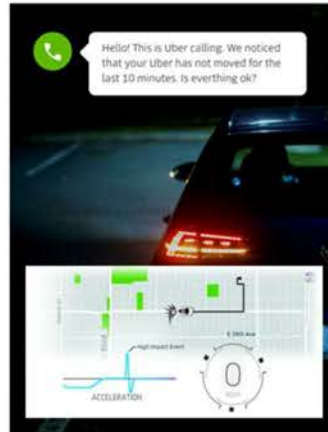 Hello! This is Uber calling. We noticed
that your Uber has not moved for the
last 10 minutes. Is everthing ok?
High Impact Event
ACCELERATION
0